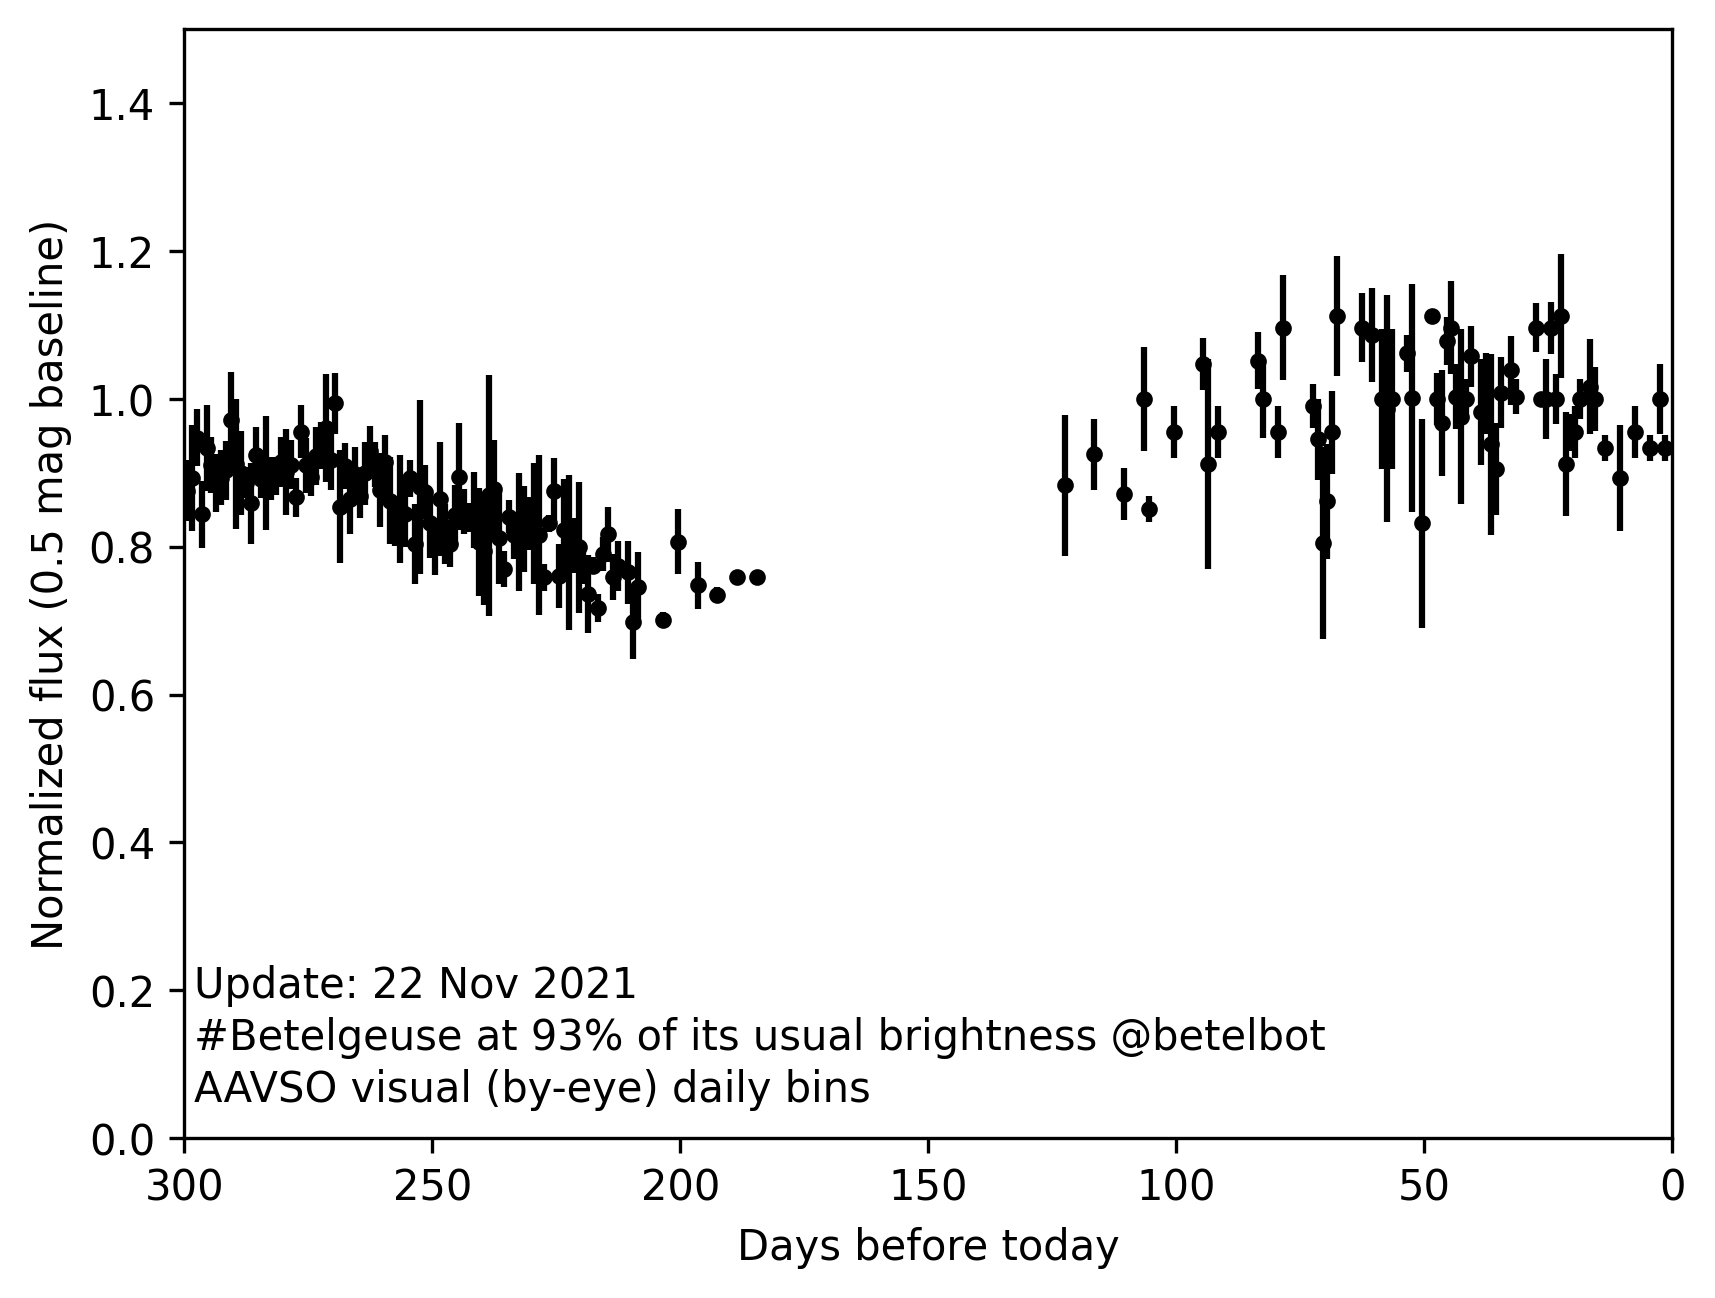 1.4
1.2
1.0
0.8
0.6
0.4
0.2
0.0
Normalized flux (0.5 mag baseline)
Update: 22 Nov 2021
#Betelgeuse at 93% of its usual brightness @betelbot
AAVSO visual (by-eye) daily bins
300 250 200 150 100 50 0
Days before today